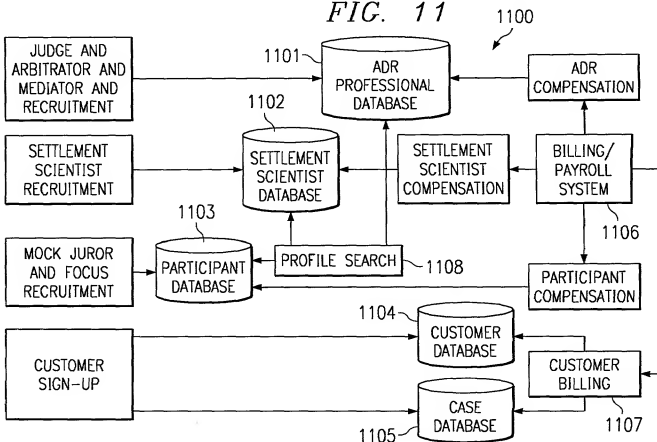 FIG. 11
1100
JUDGE AND
ARBITRATOR AND
MEDIATOR AND
RECRUITMENT
1101
ADR
PROFESSIONAL
DATABASE
ADR
COMPENSATION
1102
SETTLEMENT
SCIENTIST
RECRUITMENT
SETTLEMENT
SCIENTIST
DATABASE
SETTLEMENT
SCIENTIST
COMPENSATION
BILLING/
PAYROLL
SYSTEM
1106
1103
MOCK JUROR
AND FOCUS
RECRUITMENT
PARTICIPANT
DATABASE
PROFILE SEARCH
1108
PARTICIPANT
COMPENSATION
1104
CUSTOMER
SIGN-UP
CUSTOMER
DATABASE
CUSTOMER
BILLING
1107
CASE
DATABASE
1105